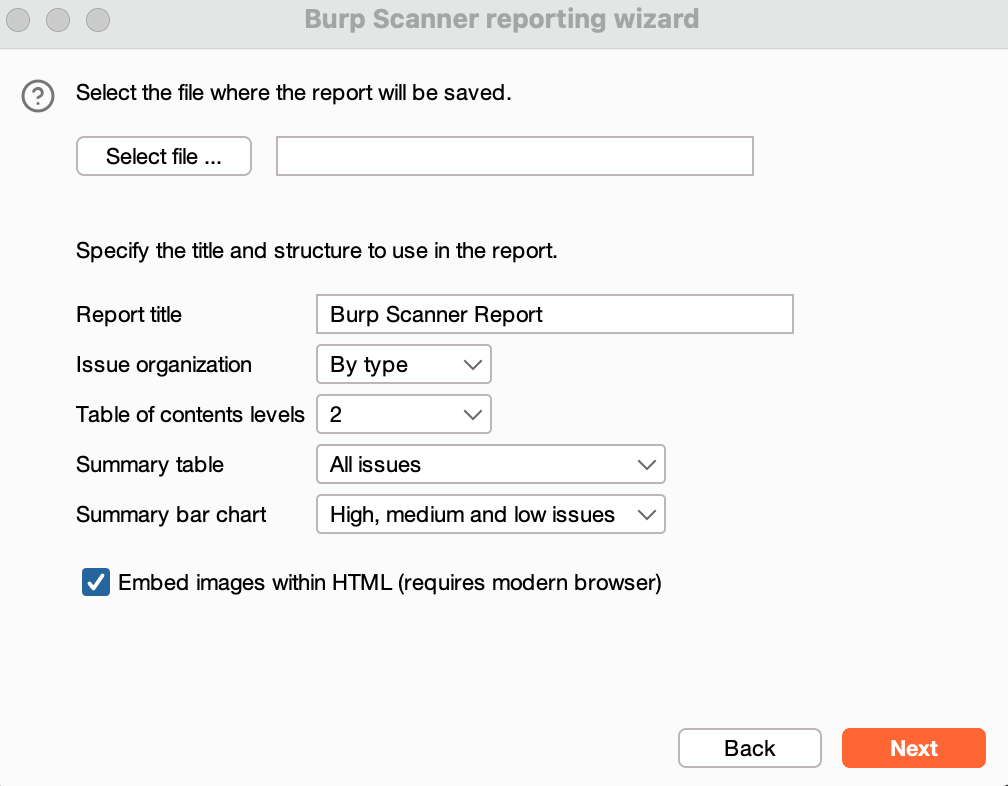 Burp Scanner reporting wizard
? Select the file where the report will be saved.
Select file ...
Specify the title and structure to use in the report.
Report title Burp Scanner Report
Issue organization By type
Table of contents levels 2
Summary table All issues
Summary bar chart High, medium and low issues
Embed images within HTML (requires modern browser)
Back Next